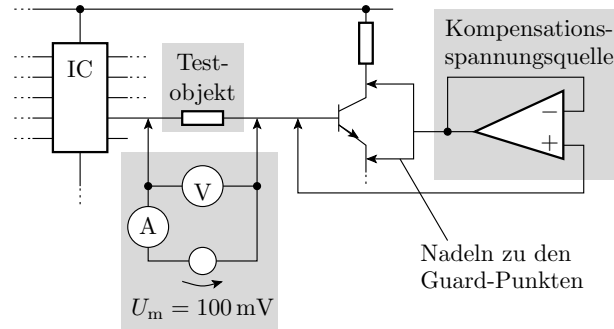 IC
Test-
objekt
Kompensations-
spannungsquelle
−
+
V
A
U_m = 100 mV
Nadeln zu den
Guard-Punkten